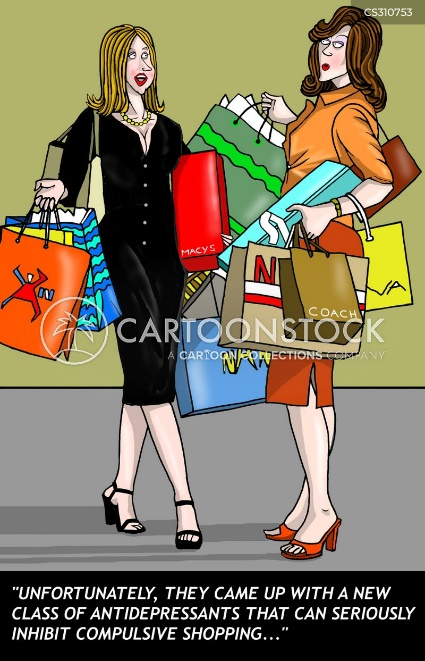 CS310753
MACYS
S
N
COACH
VA
CARTOONSTOCK
A CARTOON COLLECTIONS COMPANY
"UNFORTUNATELY, THEY CAME UP WITH A NEW
CLASS OF ANTIDEPRESSANTS THAT CAN SERIOUSLY
INHIBIT COMPULSIVE SHOPPING..."